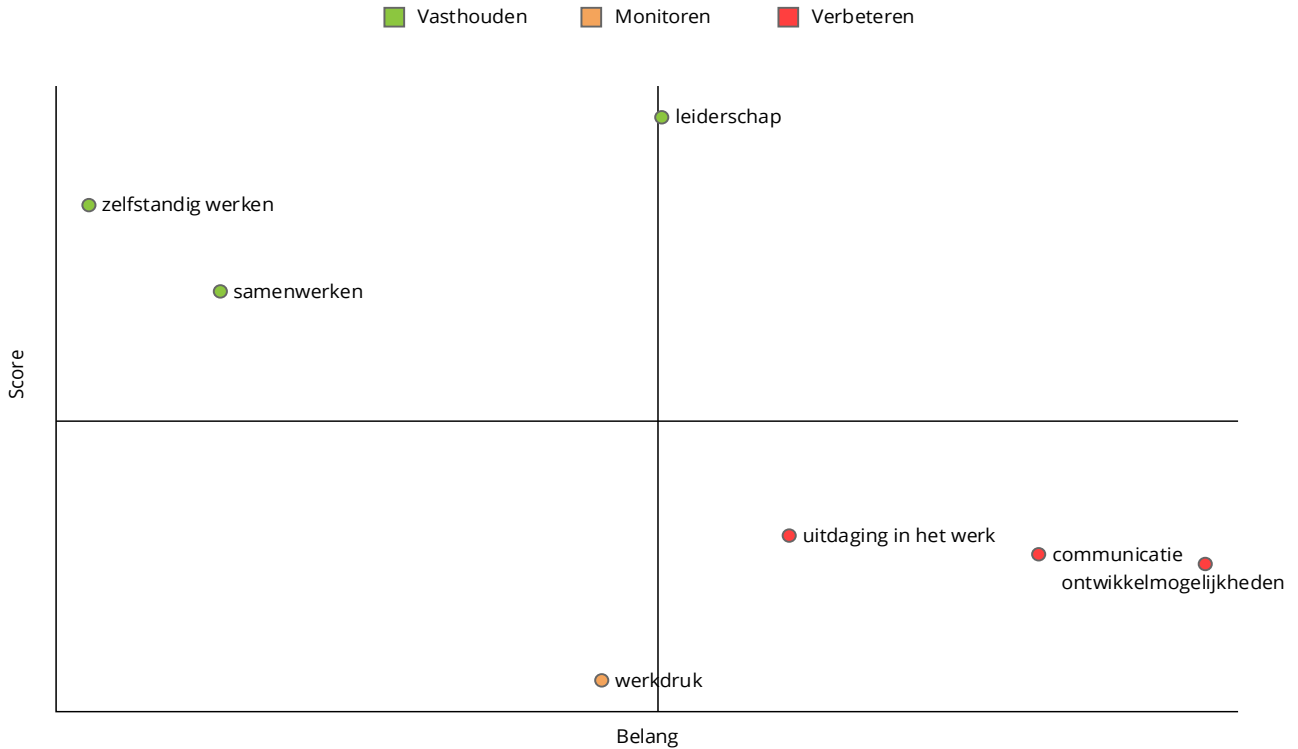 Vasthouden
Monitoren
Verbeteren
leiderschap
zelfstandig werken
samenwerken
Score
uitdaging in het werk
communicatie
ontwikkelmogelijkheden
werkdruk
Belang